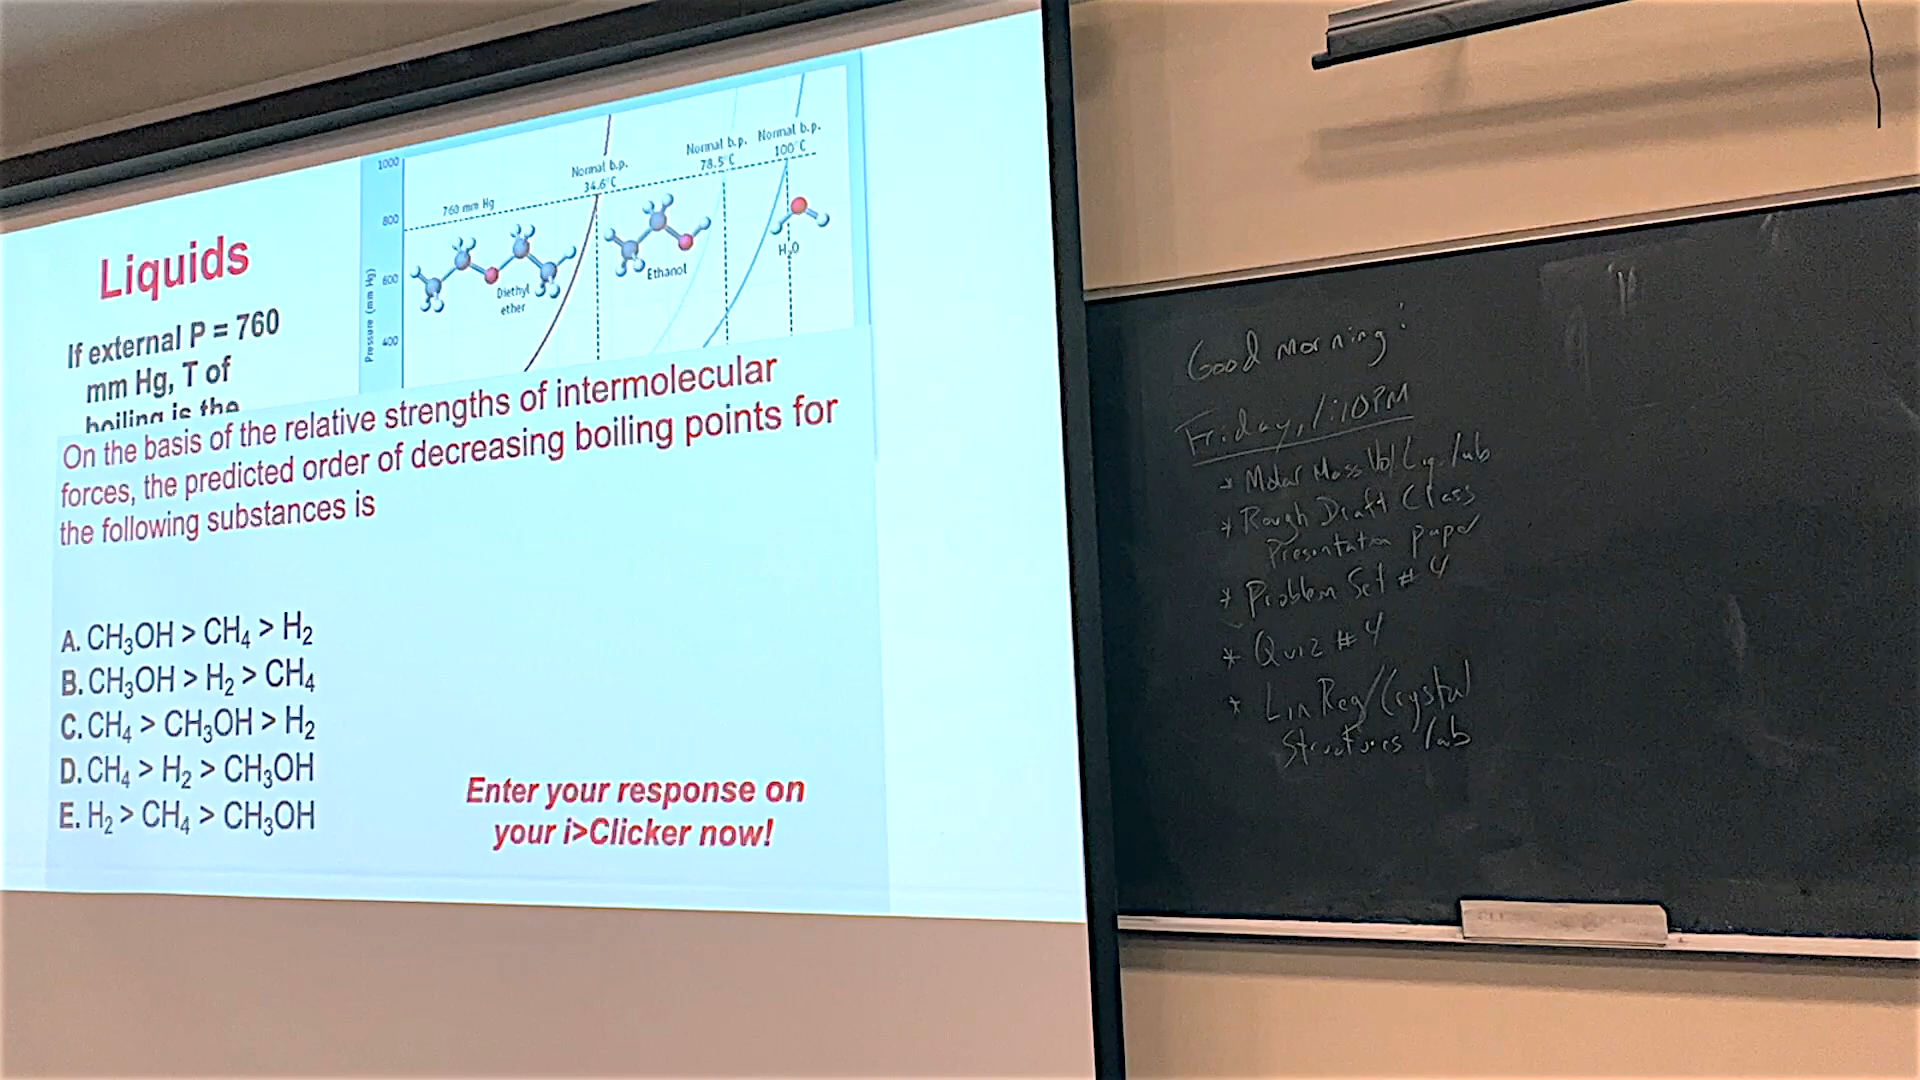 Liquids
If external P = 760
mm Hg, T of
boiling is the
1000
800
600
400
Pressure (mm Hg)
760 mm Hg
Normal b.p.
34.6°C
Normal b.p.
78.5°C
Normal b.p.
100°C
Diethyl
ether
Ethanol
H₂O
On the basis of the relative strengths of intermolecular
forces, the predicted order of decreasing boiling points for
the following substances is
A. CH₃OH > CH₄ > H₂
B. CH₃OH > H₂ > CH₄
C. CH₄ > CH₃OH > H₂
D. CH₄ > H₂ > CH₃OH
E. H₂ > CH₄ > CH₃OH
Enter your response on
your i>Clicker now!
Good morning!
Friday, 1:10PM
* Molar Mass Vol Liq. lab
* Rough Draft Class
Presentation paper
* Problem Set # 4
* Quiz # 4
* Lin Reg/Crystal
Structures lab